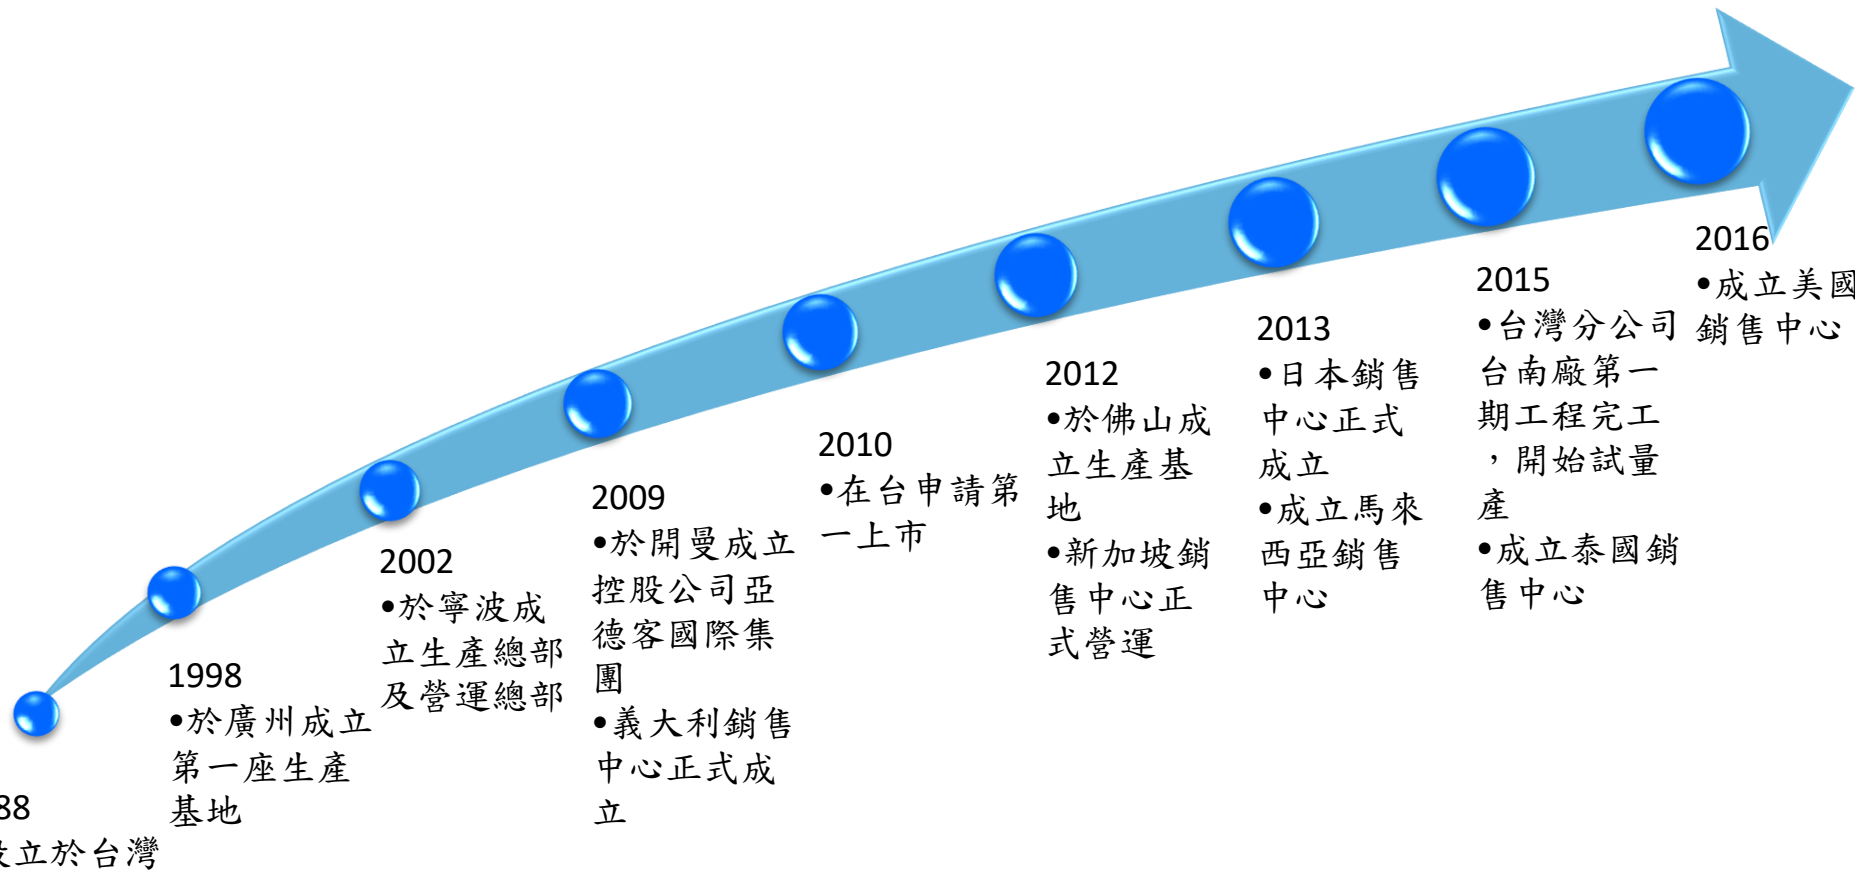 88
立於台灣
1998
•於廣州成立
第一座生產
基地
2002
•於寧波成
立生產總部
及營運總部
2009
•於開曼成立
控股公司亞
德客國際集
團
•義大利銷售
中心正式成
立
2010
•在台申請第
一上市
2012
•於佛山成
立生產基
地
•新加坡銷
售中心正
式營運
2013
•日本銷售
中心正式
成立
•成立馬來
西亞銷售
中心
2015
•台灣分公司
台南廠第一
期工程完工
，開始試量
產
•成立泰國銷
售中心
2016
•成立美國
銷售中心